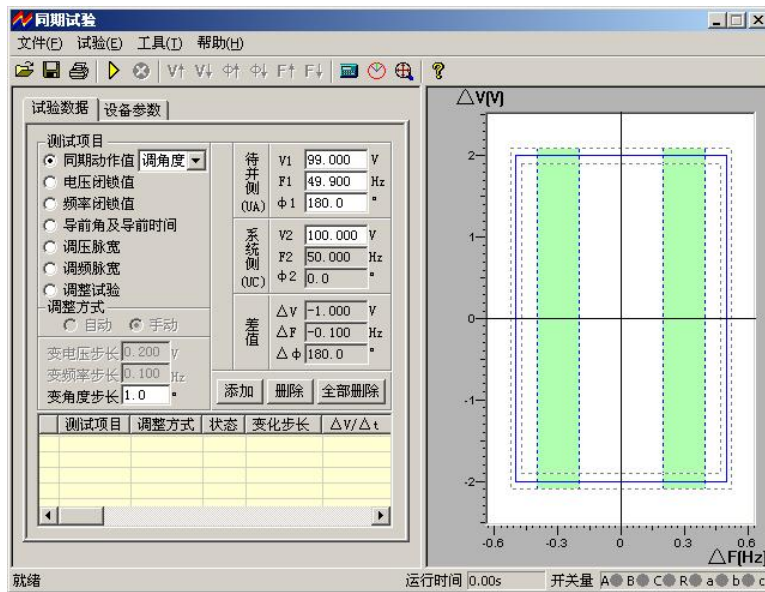 同期试验
文件(F) 试验(E) 工具(T) 帮助(H)
V↑ V↓ Φ↑ Φ↓ F↑ F↓
试验数据 设备参数
测试项目
同期动作值 调角度
电压闭锁值
频率闭锁值
导前角及导前时间
调压脉宽
调频脉宽
调整试验
调整方式
自动 手动
变电压步长 0.200 V
变频率步长 0.100 Hz
变角度步长 1.0 °
待并侧(UA)
V1 99.000 V
F1 49.900 Hz
Φ1 180.0 °
系统侧(UC)
V2 100.000 V
F2 50.000 Hz
Φ2 0.0 °
差值
△V -1.000 V
△F -0.100 Hz
△Φ 180.0 °
添加 删除 全部删除
测试项目 调整方式 状态 变化步长 △V/△t
△V(V)
2
1
0
-1
-2
-0.6 -0.3 0 0.3 0.6
△F(Hz)
就绪 运行时间 0.00s 开关量 A B C R a b c